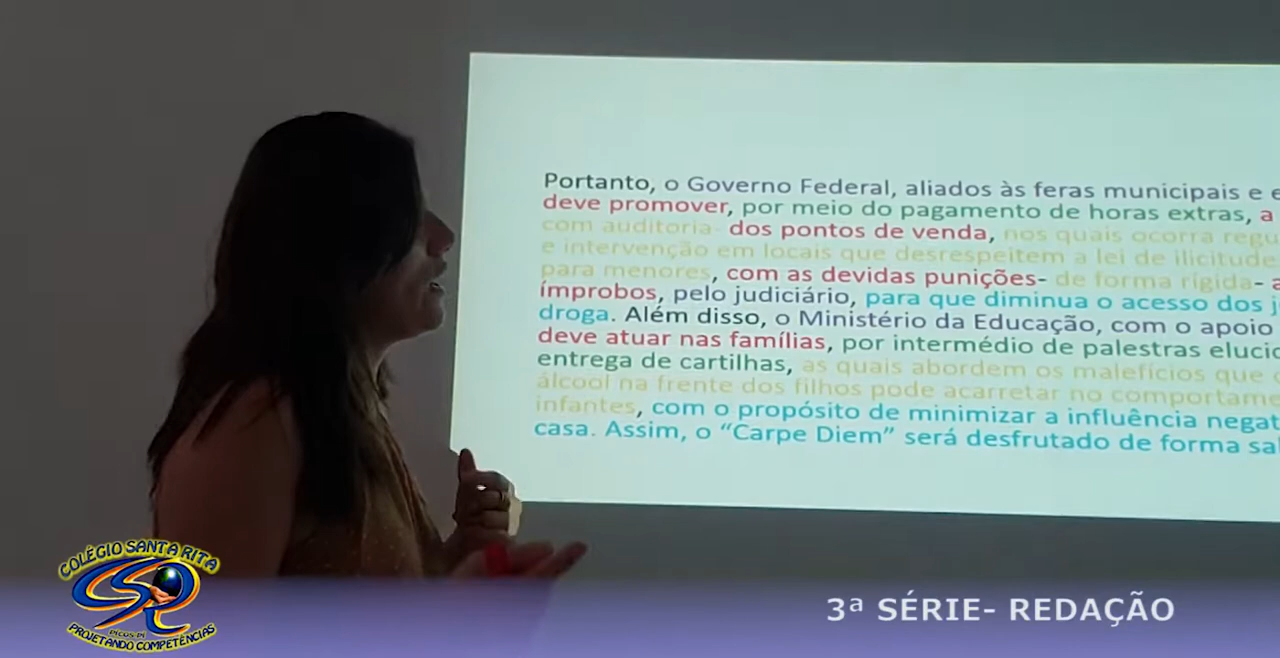 Portanto, o Governo Federal, aliados às feras municipais e e
deve promover, por meio do pagamento de horas extras, a
com auditoria- dos pontos de venda, nos quais ocorra regu
e intervenção em locais que desrespeitem a lei de ilicitude
para menores, com as devidas punições- de forma rígida- a
ímprobos, pelo judiciário, para que diminua o acesso dos j
droga. Além disso, o Ministério da Educação, com o apoio
deve atuar nas famílias, por intermédio de palestras elucid
entrega de cartilhas, as quais abordem os malefícios que o
álcool na frente dos filhos pode acarretar no comportame
infantes, com o propósito de minimizar a influência negat
casa. Assim, o “Carpe Diem” será desfrutado de forma sal
COLÉGIO SANTA RITA
CSR
PICOS-PI
PROJETANDO COMPETÊNCIAS
3ª SÉRIE- REDAÇÃO